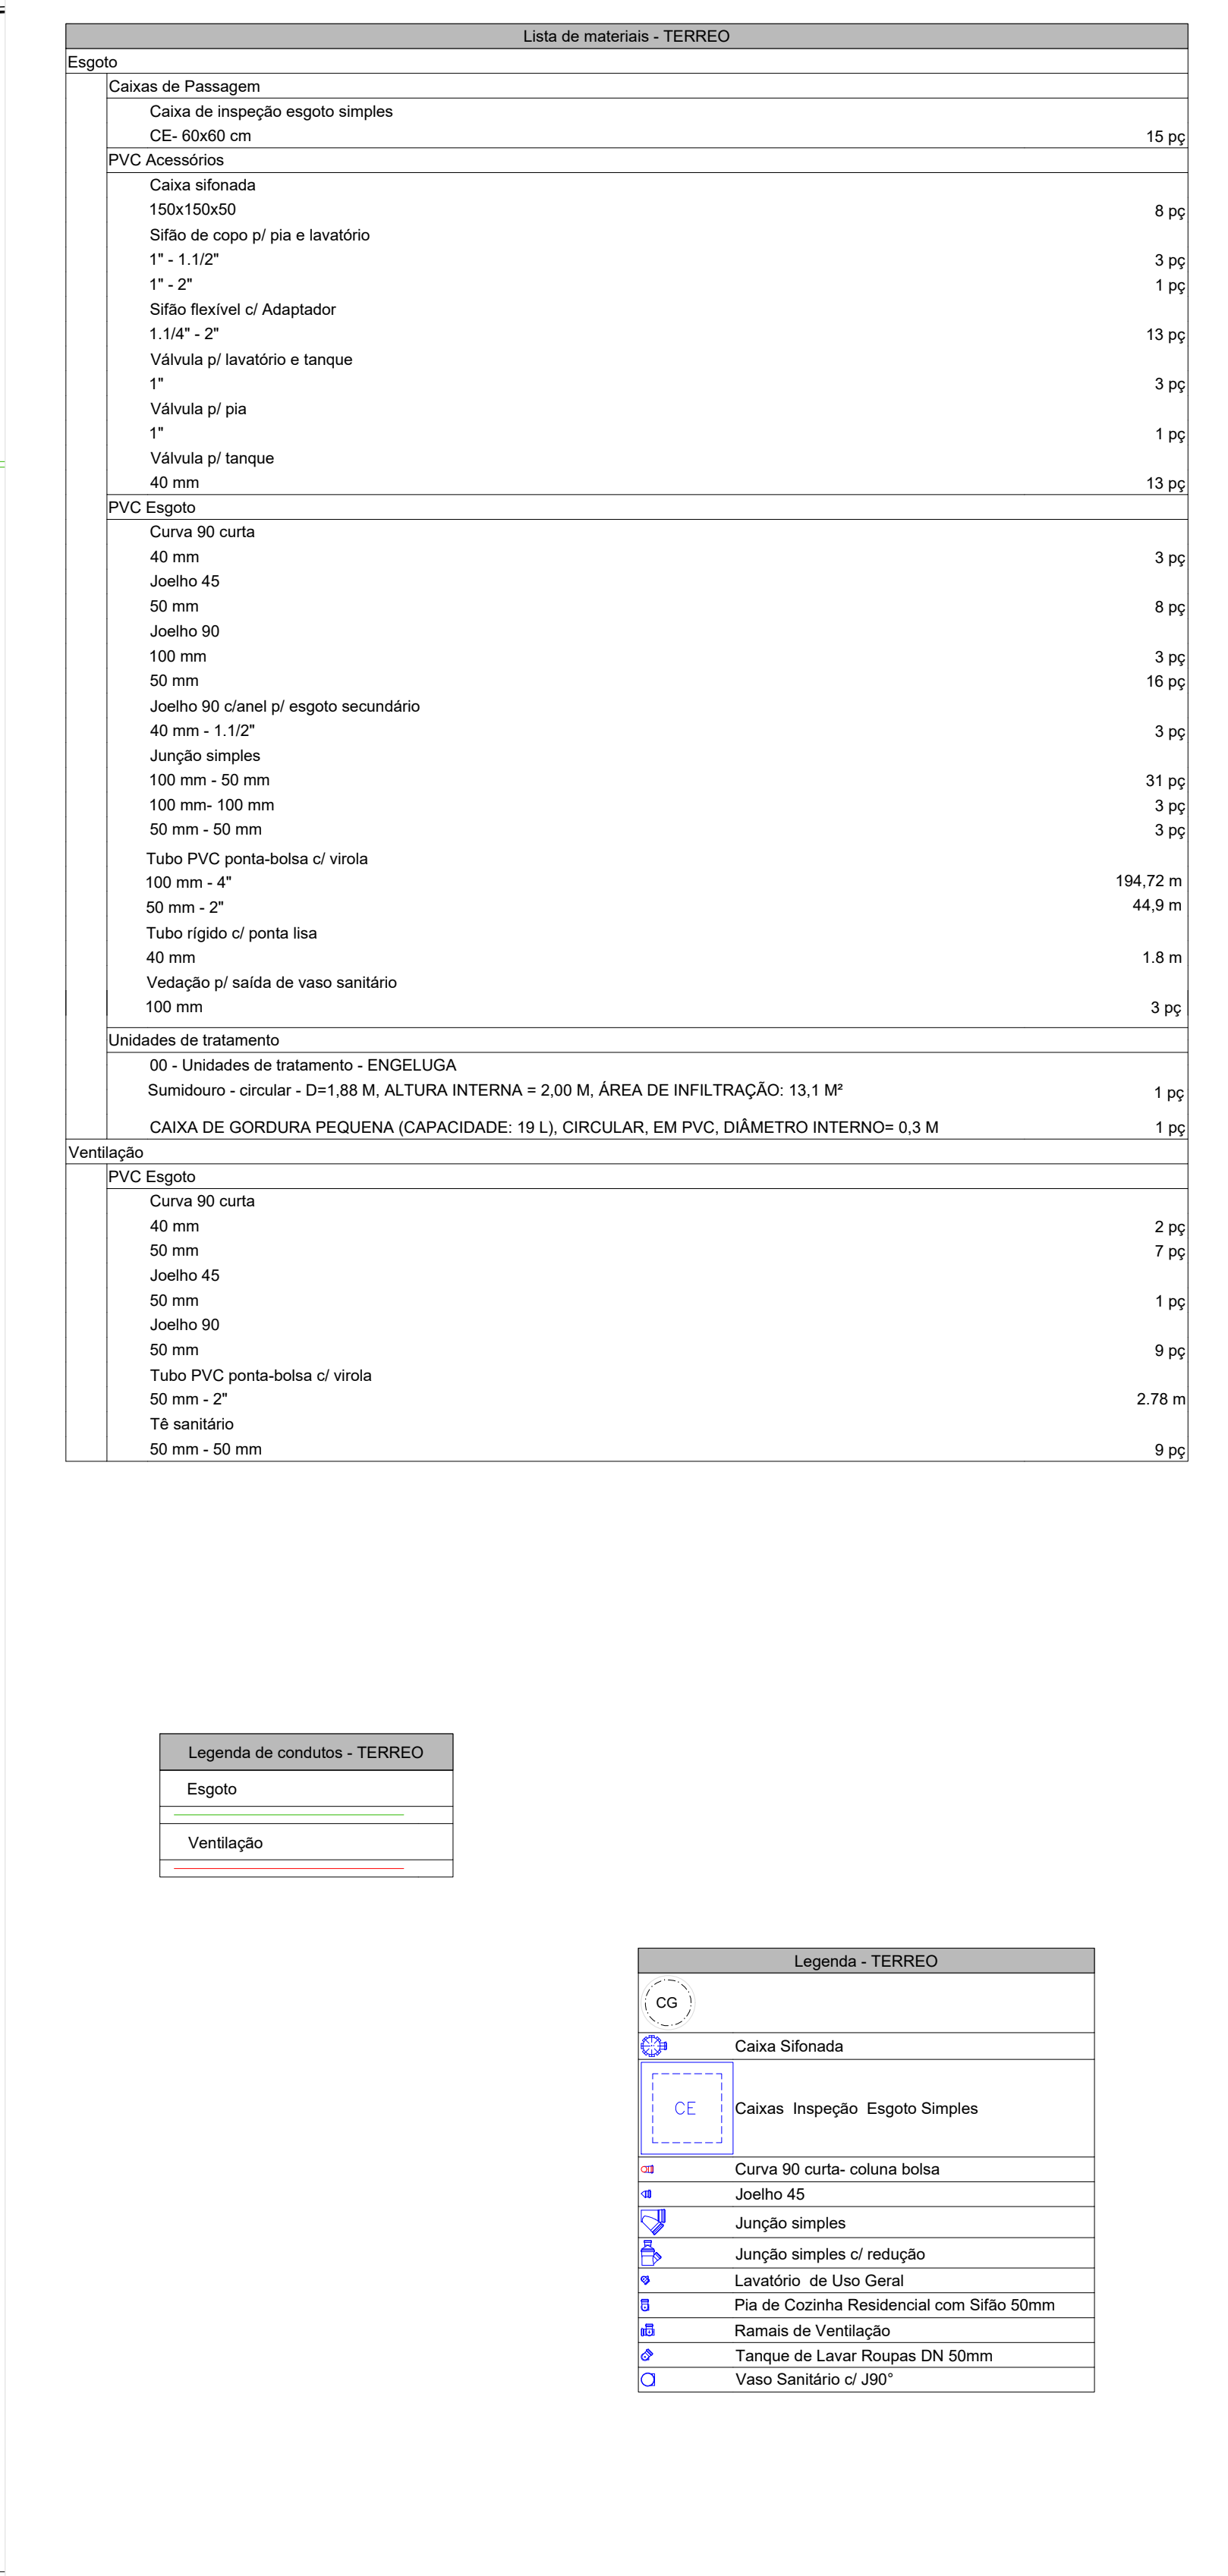 Lista de materiais - TERREO
Esgoto
Caixas de Passagem
Caixa de inspeção esgoto simples
CE- 60x60 cm 15 pç
PVC Acessórios
Caixa sifonada
150x150x50 8 pç
Sifão de copo p/ pia e lavatório
1" - 1.1/2" 3 pç
1" - 2" 1 pç
Sifão flexível c/ Adaptador
1.1/4" - 2" 13 pç
Válvula p/ lavatório e tanque
1" 3 pç
Válvula p/ pia
1" 1 pç
Válvula p/ tanque
40 mm 13 pç
PVC Esgoto
Curva 90 curta
40 mm 3 pç
Joelho 45
50 mm 8 pç
Joelho 90
100 mm 3 pç
50 mm 16 pç
Joelho 90 c/anel p/ esgoto secundário
40 mm - 1.1/2" 3 pç
Junção simples
100 mm - 50 mm 31 pç
100 mm- 100 mm 3 pç
50 mm - 50 mm 3 pç
Tubo PVC ponta-bolsa c/ virola
100 mm - 4" 194,72 m
50 mm - 2" 44,9 m
Tubo rígido c/ ponta lisa
40 mm 1.8 m
Vedação p/ saída de vaso sanitário
100 mm 3 pç
Unidades de tratamento
00 - Unidades de tratamento - ENGELUGA
Sumidouro - circular - D=1,88 M, ALTURA INTERNA = 2,00 M, ÁREA DE INFILTRAÇÃO: 13,1 M² 1 pç
CAIXA DE GORDURA PEQUENA (CAPACIDADE: 19 L), CIRCULAR, EM PVC, DIÂMETRO INTERNO= 0,3 M 1 pç
Ventilação
PVC Esgoto
Curva 90 curta
40 mm 2 pç
50 mm 7 pç
Joelho 45
50 mm 1 pç
Joelho 90
50 mm 9 pç
Tubo PVC ponta-bolsa c/ virola
50 mm - 2" 2.78 m
Tê sanitário
50 mm - 50 mm 9 pç
Legenda de condutos - TERREO
Esgoto
Ventilação
Legenda - TERREO
CG
Caixa Sifonada
CE Caixas Inspeção Esgoto Simples
Curva 90 curta- coluna bolsa
Joelho 45
Junção simples
Junção simples c/ redução
Lavatório de Uso Geral
Pia de Cozinha Residencial com Sifão 50mm
Ramais de Ventilação
Tanque de Lavar Roupas DN 50mm
Vaso Sanitário c/ J90°